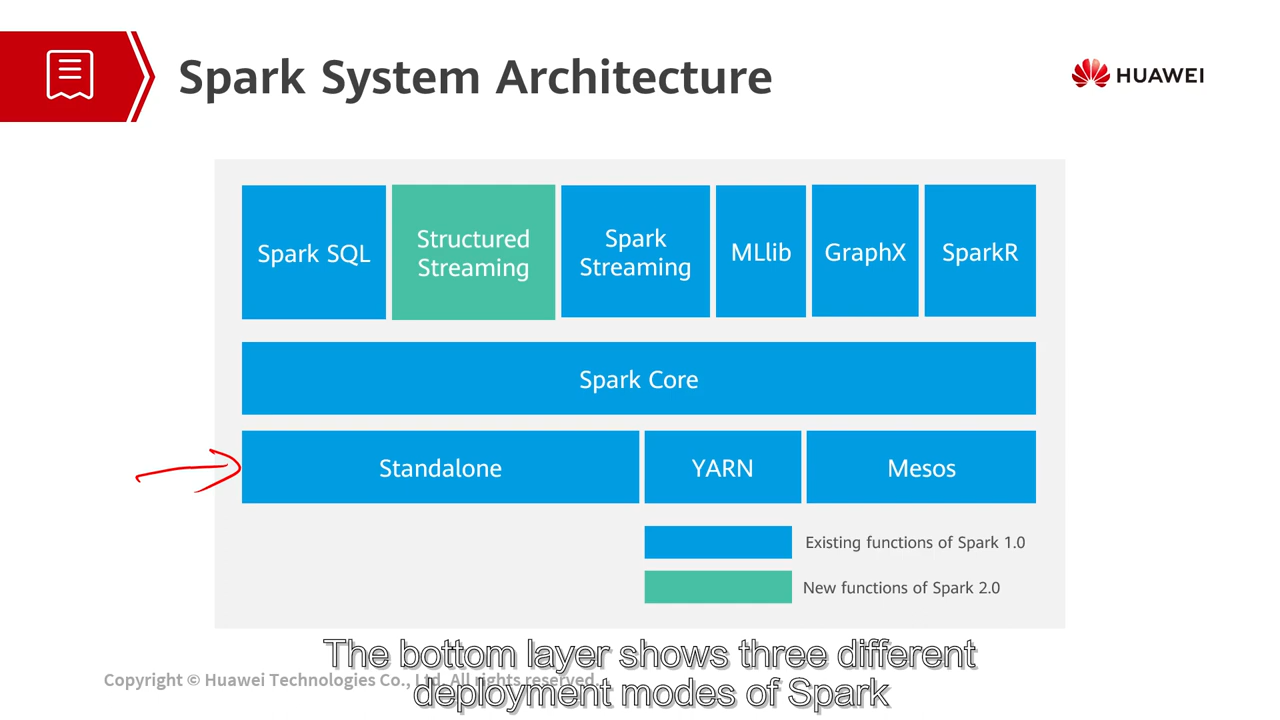 Spark System Architecture
HUAWEI
Spark SQL
Structured
Streaming
Spark
Streaming
MLlib
GraphX
SparkR
Spark Core
Standalone
YARN
Mesos
Existing functions of Spark 1.0
New functions of Spark 2.0
The bottom layer shows three different
deployment modes of Spark
Copyright © Huawei Technologies Co., Ltd. All rights reserved.